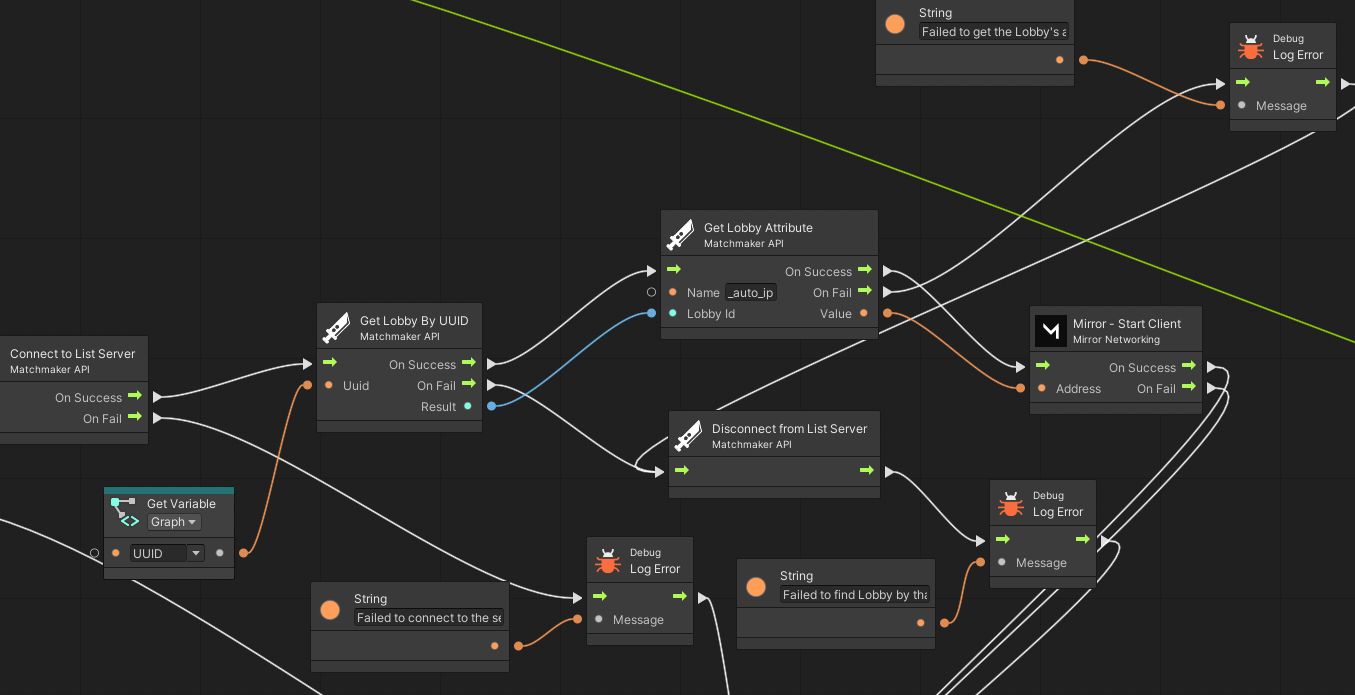 String
Failed to get the Lobby's a
Debug
Log Error
Message
Get Lobby Attribute
Matchmaker API
On Success
Name _auto_ip On Fail
Lobby Id Value
Get Lobby By UUID
Matchmaker API
On Success
Uuid On Fail
Result
Mirror - Start Client
Mirror Networking
On Success
Address On Fail
Connect to List Server
Matchmaker API
On Success
On Fail
Disconnect from List Server
Matchmaker API
Get Variable
Graph
UUID
Debug
Log Error
Message
Debug
Log Error
Message
String
Failed to find Lobby by tha
String
Failed to connect to the se